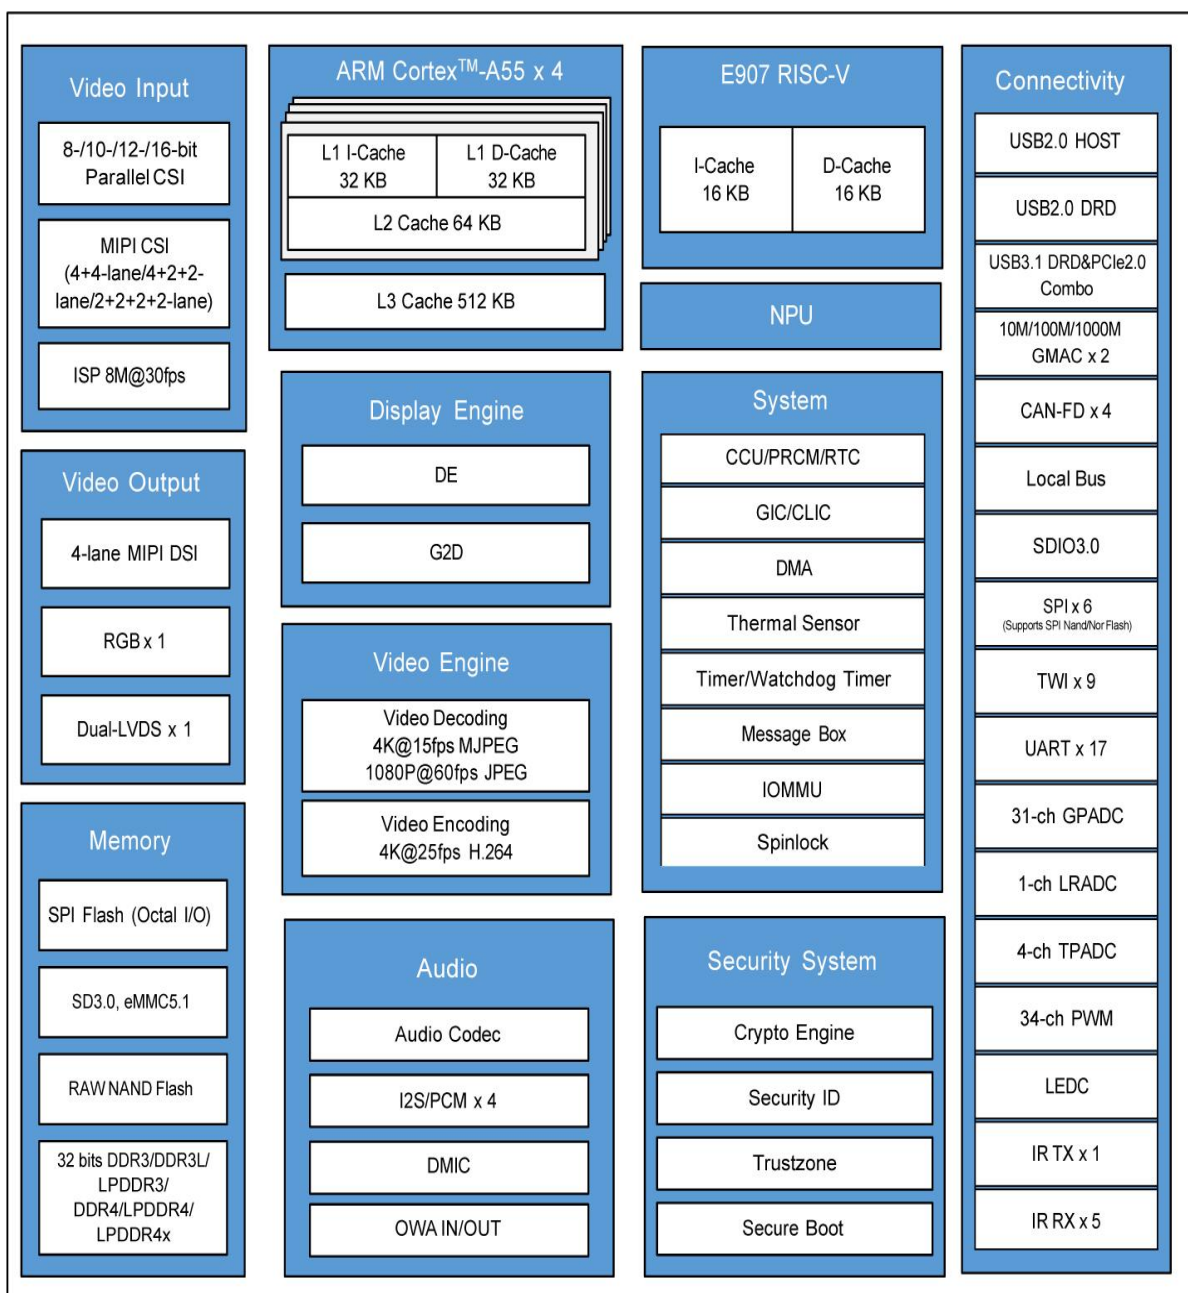 Video Input
8-/10-/12-/16-bit
Parallel CSI
MIPI CSI
(4+4-lane/4+2+2-
lane/2+2+2+2-lane)
ISP 8M@30fps
Video Output
4-lane MIPI DSI
RGB x 1
Dual-LVDS x 1
Memory
SPI Flash (Octal I/O)
SD3.0, eMMC5.1
RAW NAND Flash
32 bits DDR3/DDR3L/
LPDDR3/
DDR4/LPDDR4/
LPDDR4x
ARM Cortex™-A55 x 4
L1 I-Cache
32 KB
L1 D-Cache
32 KB
L2 Cache 64 KB
L3 Cache 512 KB
Display Engine
DE
G2D
Video Engine
Video Decoding
4K@15fps MJPEG
1080P@60fps JPEG
Video Encoding
4K@25fps H.264
Audio
Audio Codec
I2S/PCM x 4
DMIC
OWA IN/OUT
E907 RISC-V
I-Cache
16 KB
D-Cache
16 KB
NPU
System
CCU/PRCM/RTC
GIC/CLIC
DMA
Thermal Sensor
Timer/Watchdog Timer
Message Box
IOMMU
Spinlock
Security System
Crypto Engine
Security ID
Trustzone
Secure Boot
Connectivity
USB2.0 HOST
USB2.0 DRD
USB3.1 DRD&PCIe2.0
Combo
10M/100M/1000M
GMAC x 2
CAN-FD x 4
Local Bus
SDIO3.0
SPI x 6
(Supports SPI Nand/Nor Flash)
TWI x 9
UART x 17
31-ch GPADC
1-ch LRADC
4-ch TPADC
34-ch PWM
LEDC
IR TX x 1
IR RX x 5